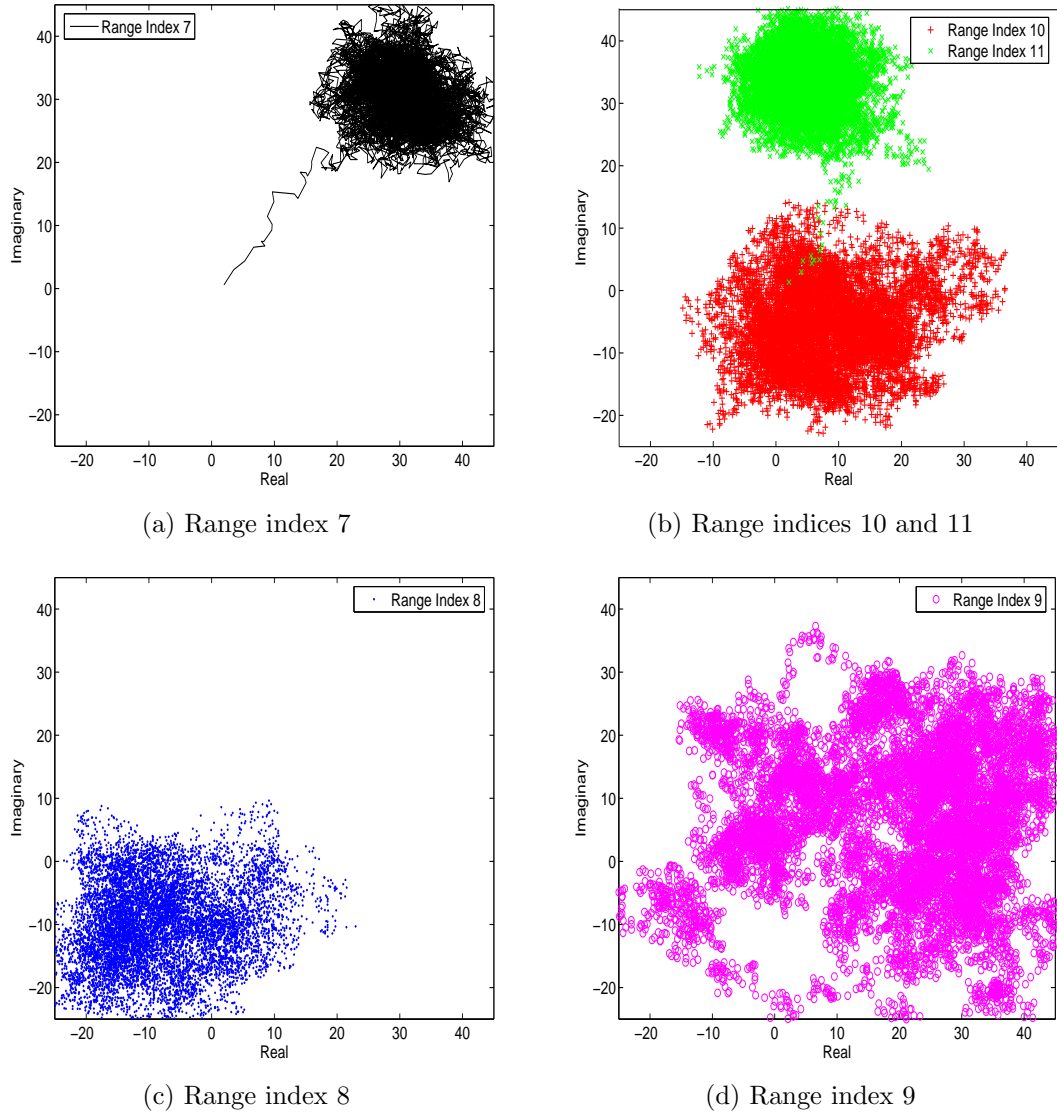 Range Index 7
40
30
20
10
0
−10
−20
Imaginary
−20 −10 0 10 20 30 40
Real
(a) Range index 7
Range Index 10
Range Index 11
40
30
20
10
0
−10
−20
Imaginary
−20 −10 0 10 20 30 40
Real
(b) Range indices 10 and 11
Range Index 8
40
30
20
10
0
−10
−20
Imaginary
−20 −10 0 10 20 30 40
Real
(c) Range index 8
Range Index 9
40
30
20
10
0
−10
−20
Imaginary
−20 −10 0 10 20 30 40
Real
(d) Range index 9